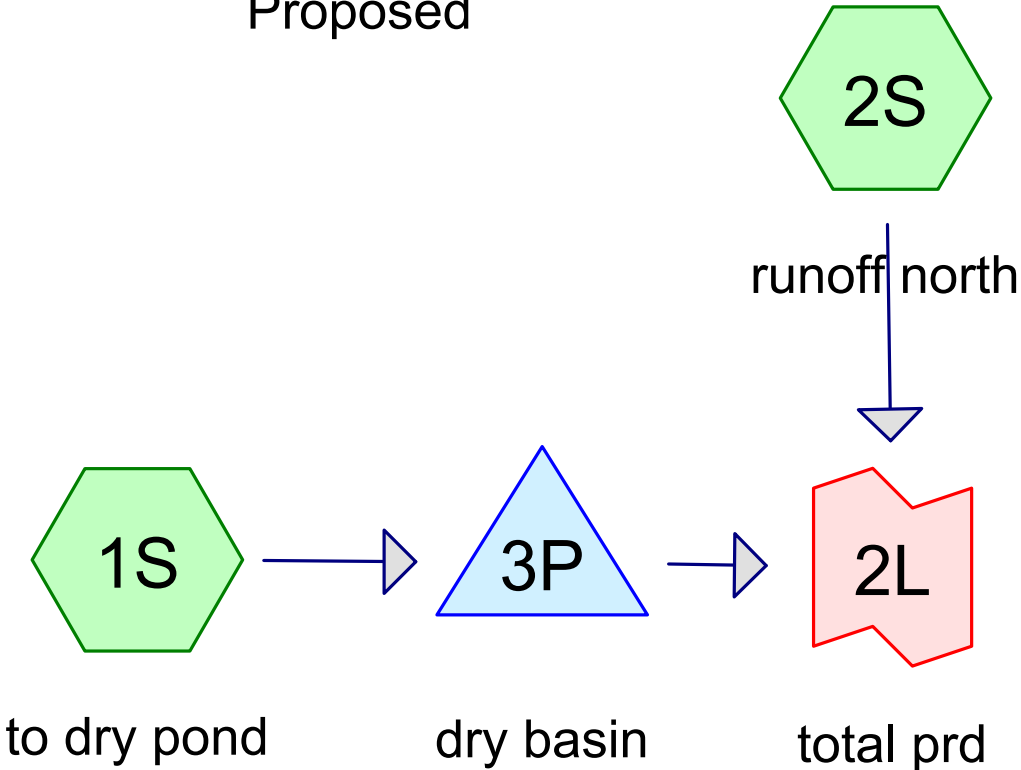 Proposed
2S
runoff north
1S
3P
2L
to dry pond
dry basin
total prd